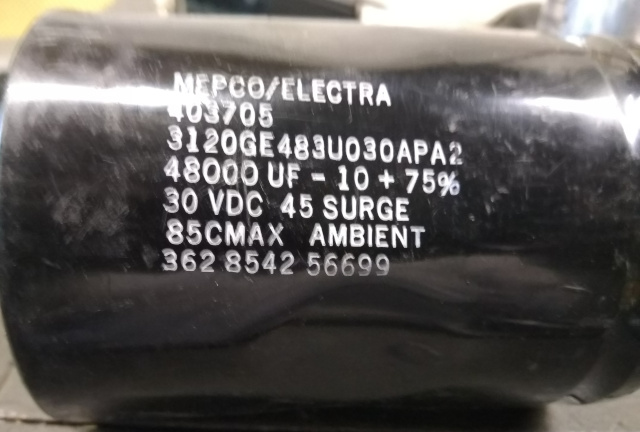 MEPCO/ELECTRA
403705
3120GE483U030APA2
48000 UF - 10 + 75%
30 VDC 45 SURGE
85CMAX AMBIENT
362 8542 56699